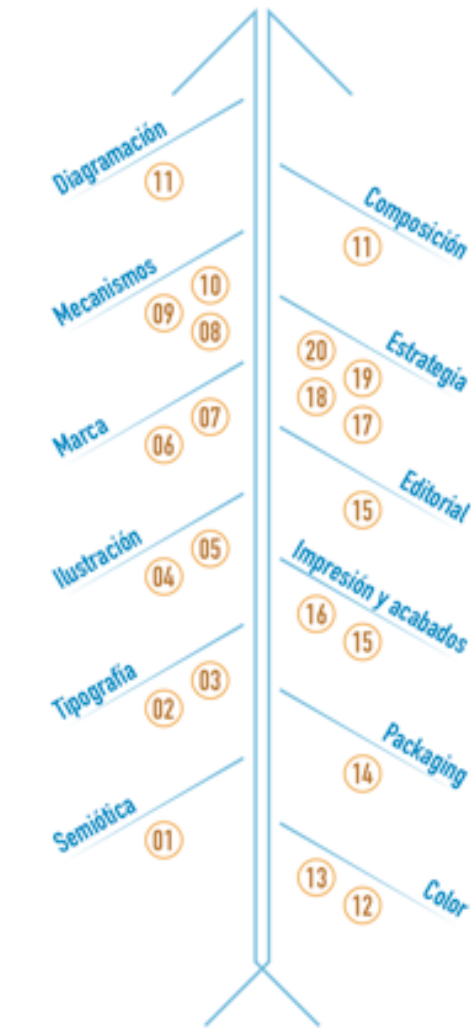 Diagramación
11
Mecanismos
10
09
08
Marca
07
06
Ilustración
05
04
Tipografía
03
02
Semiótica
01
Composición
11
Estrategia
20
19
18
17
Editorial
15
Impresión y acabados
16
15
Packaging
14
Color
13
12